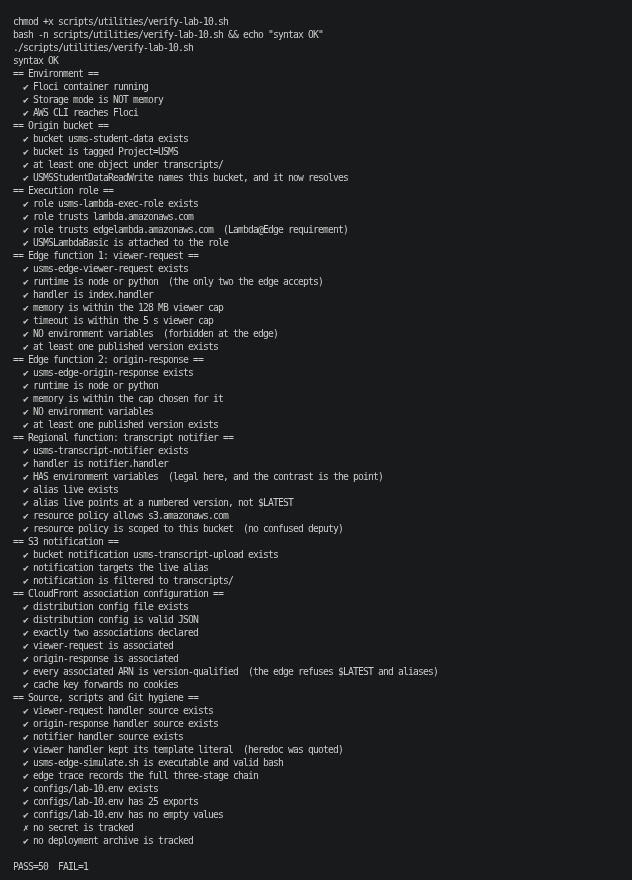 chmod +x scripts/utilities/verify-lab-10.sh
bash -n scripts/utilities/verify-lab-10.sh && echo "syntax OK"
./scripts/utilities/verify-lab-10.sh
syntax OK
== Environment ==
✔ Floci container running
✔ Storage mode is NOT memory
✔ AWS CLI reaches Floci
== Origin bucket ==
✔ bucket usms-student-data exists
✔ bucket is tagged Project=USMS
✔ at least one object under transcripts/
✔ USMSStudentDataReadWrite names this bucket, and it now resolves
== Execution role ==
✔ role usms-lambda-exec-role exists
✔ role trusts lambda.amazonaws.com
✔ role trusts edgelambda.amazonaws.com  (Lambda@Edge requirement)
✔ USMSLambdaBasic is attached to the role
== Edge function 1: viewer-request ==
✔ usms-edge-viewer-request exists
✔ runtime is node or python  (the only two the edge accepts)
✔ handler is index.handler
✔ memory is within the 128 MB viewer cap
✔ timeout is within the 5 s viewer cap
✔ NO environment variables  (forbidden at the edge)
✔ at least one published version exists
== Edge function 2: origin-response ==
✔ usms-edge-origin-response exists
✔ runtime is node or python
✔ memory is within the cap chosen for it
✔ NO environment variables
✔ at least one published version exists
== Regional function: transcript notifier ==
✔ usms-transcript-notifier exists
✔ handler is notifier.handler
✔ HAS environment variables  (legal here, and the contrast is the point)
✔ alias live exists
✔ alias live points at a numbered version, not $LATEST
✔ resource policy allows s3.amazonaws.com
✔ resource policy is scoped to this bucket  (no confused deputy)
== S3 notification ==
✔ bucket notification usms-transcript-upload exists
✔ notification targets the live alias
✔ notification is filtered to transcripts/
== CloudFront association configuration ==
✔ distribution config file exists
✔ distribution config is valid JSON
✔ exactly two associations declared
✔ viewer-request is associated
✔ origin-response is associated
✔ every associated ARN is version-qualified  (the edge refuses $LATEST and aliases)
✔ cache key forwards no cookies
== Source, scripts and Git hygiene ==
✔ viewer-request handler source exists
✔ origin-response handler source exists
✔ notifier handler source exists
✔ viewer handler kept its template literal  (heredoc was quoted)
✔ usms-edge-simulate.sh is executable and valid bash
✔ edge trace records the full three-stage chain
✔ configs/lab-10.env exists
✔ configs/lab-10.env has 25 exports
✔ configs/lab-10.env has no empty values
✗ no secret is tracked
✔ no deployment archive is tracked
PASS=50  FAIL=1